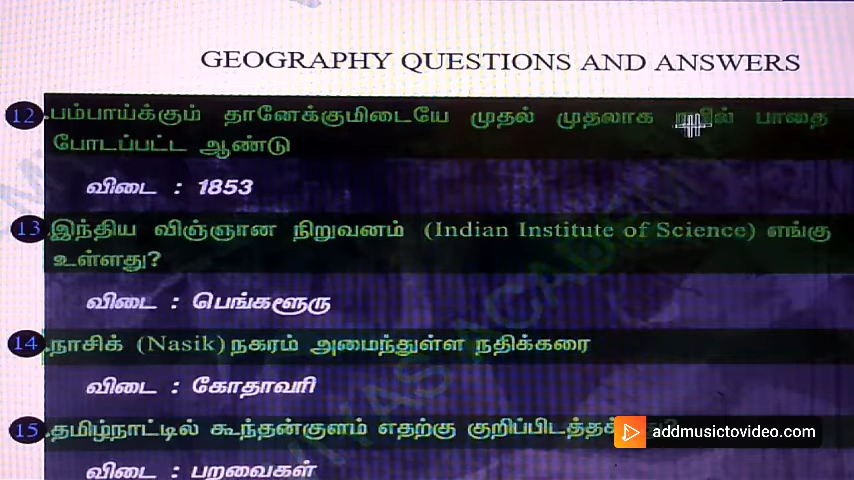 GEOGRAPHY QUESTIONS AND ANSWERS
12.பம்பாய்க்கும் தானேக்குமிடையே முதல் முதலாக பாதை
போடப்பட்ட ஆண்டு
விடை : 1853
13.இந்திய விஞ்ஞான நிறுவனம் (Indian Institute of Science) எங்கு
உள்ளது?
விடை : பெங்களூரு
14.நாசிக் (Nasik) நகரம் அமைந்துள்ள நதிக்கரை
விடை : கோதாவரி
15.தமிழ்நாட்டில் கூந்தன்குளம் எதற்கு
விடை : பறவைகள்
addmusictovideo.com